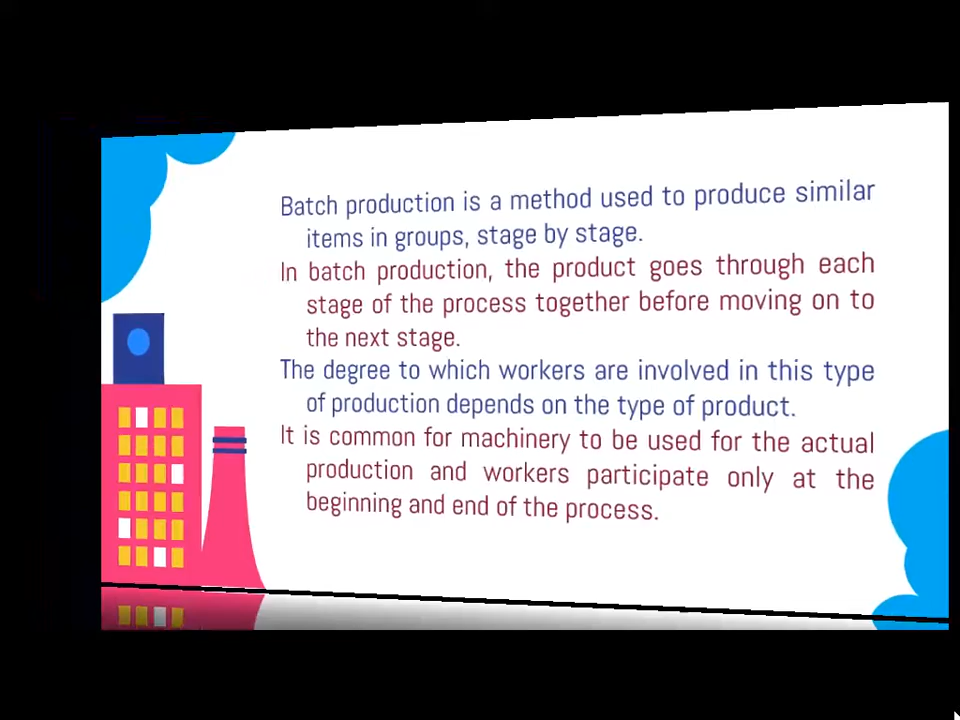 Batch production is a method used to produce similar
items in groups, stage by stage.
In batch production, the product goes through each
stage of the process together before moving on to
the next stage.
The degree to which workers are involved in this type
of production depends on the type of product.
It is common for machinery to be used for the actual
production and workers participate only at the
beginning and end of the process.